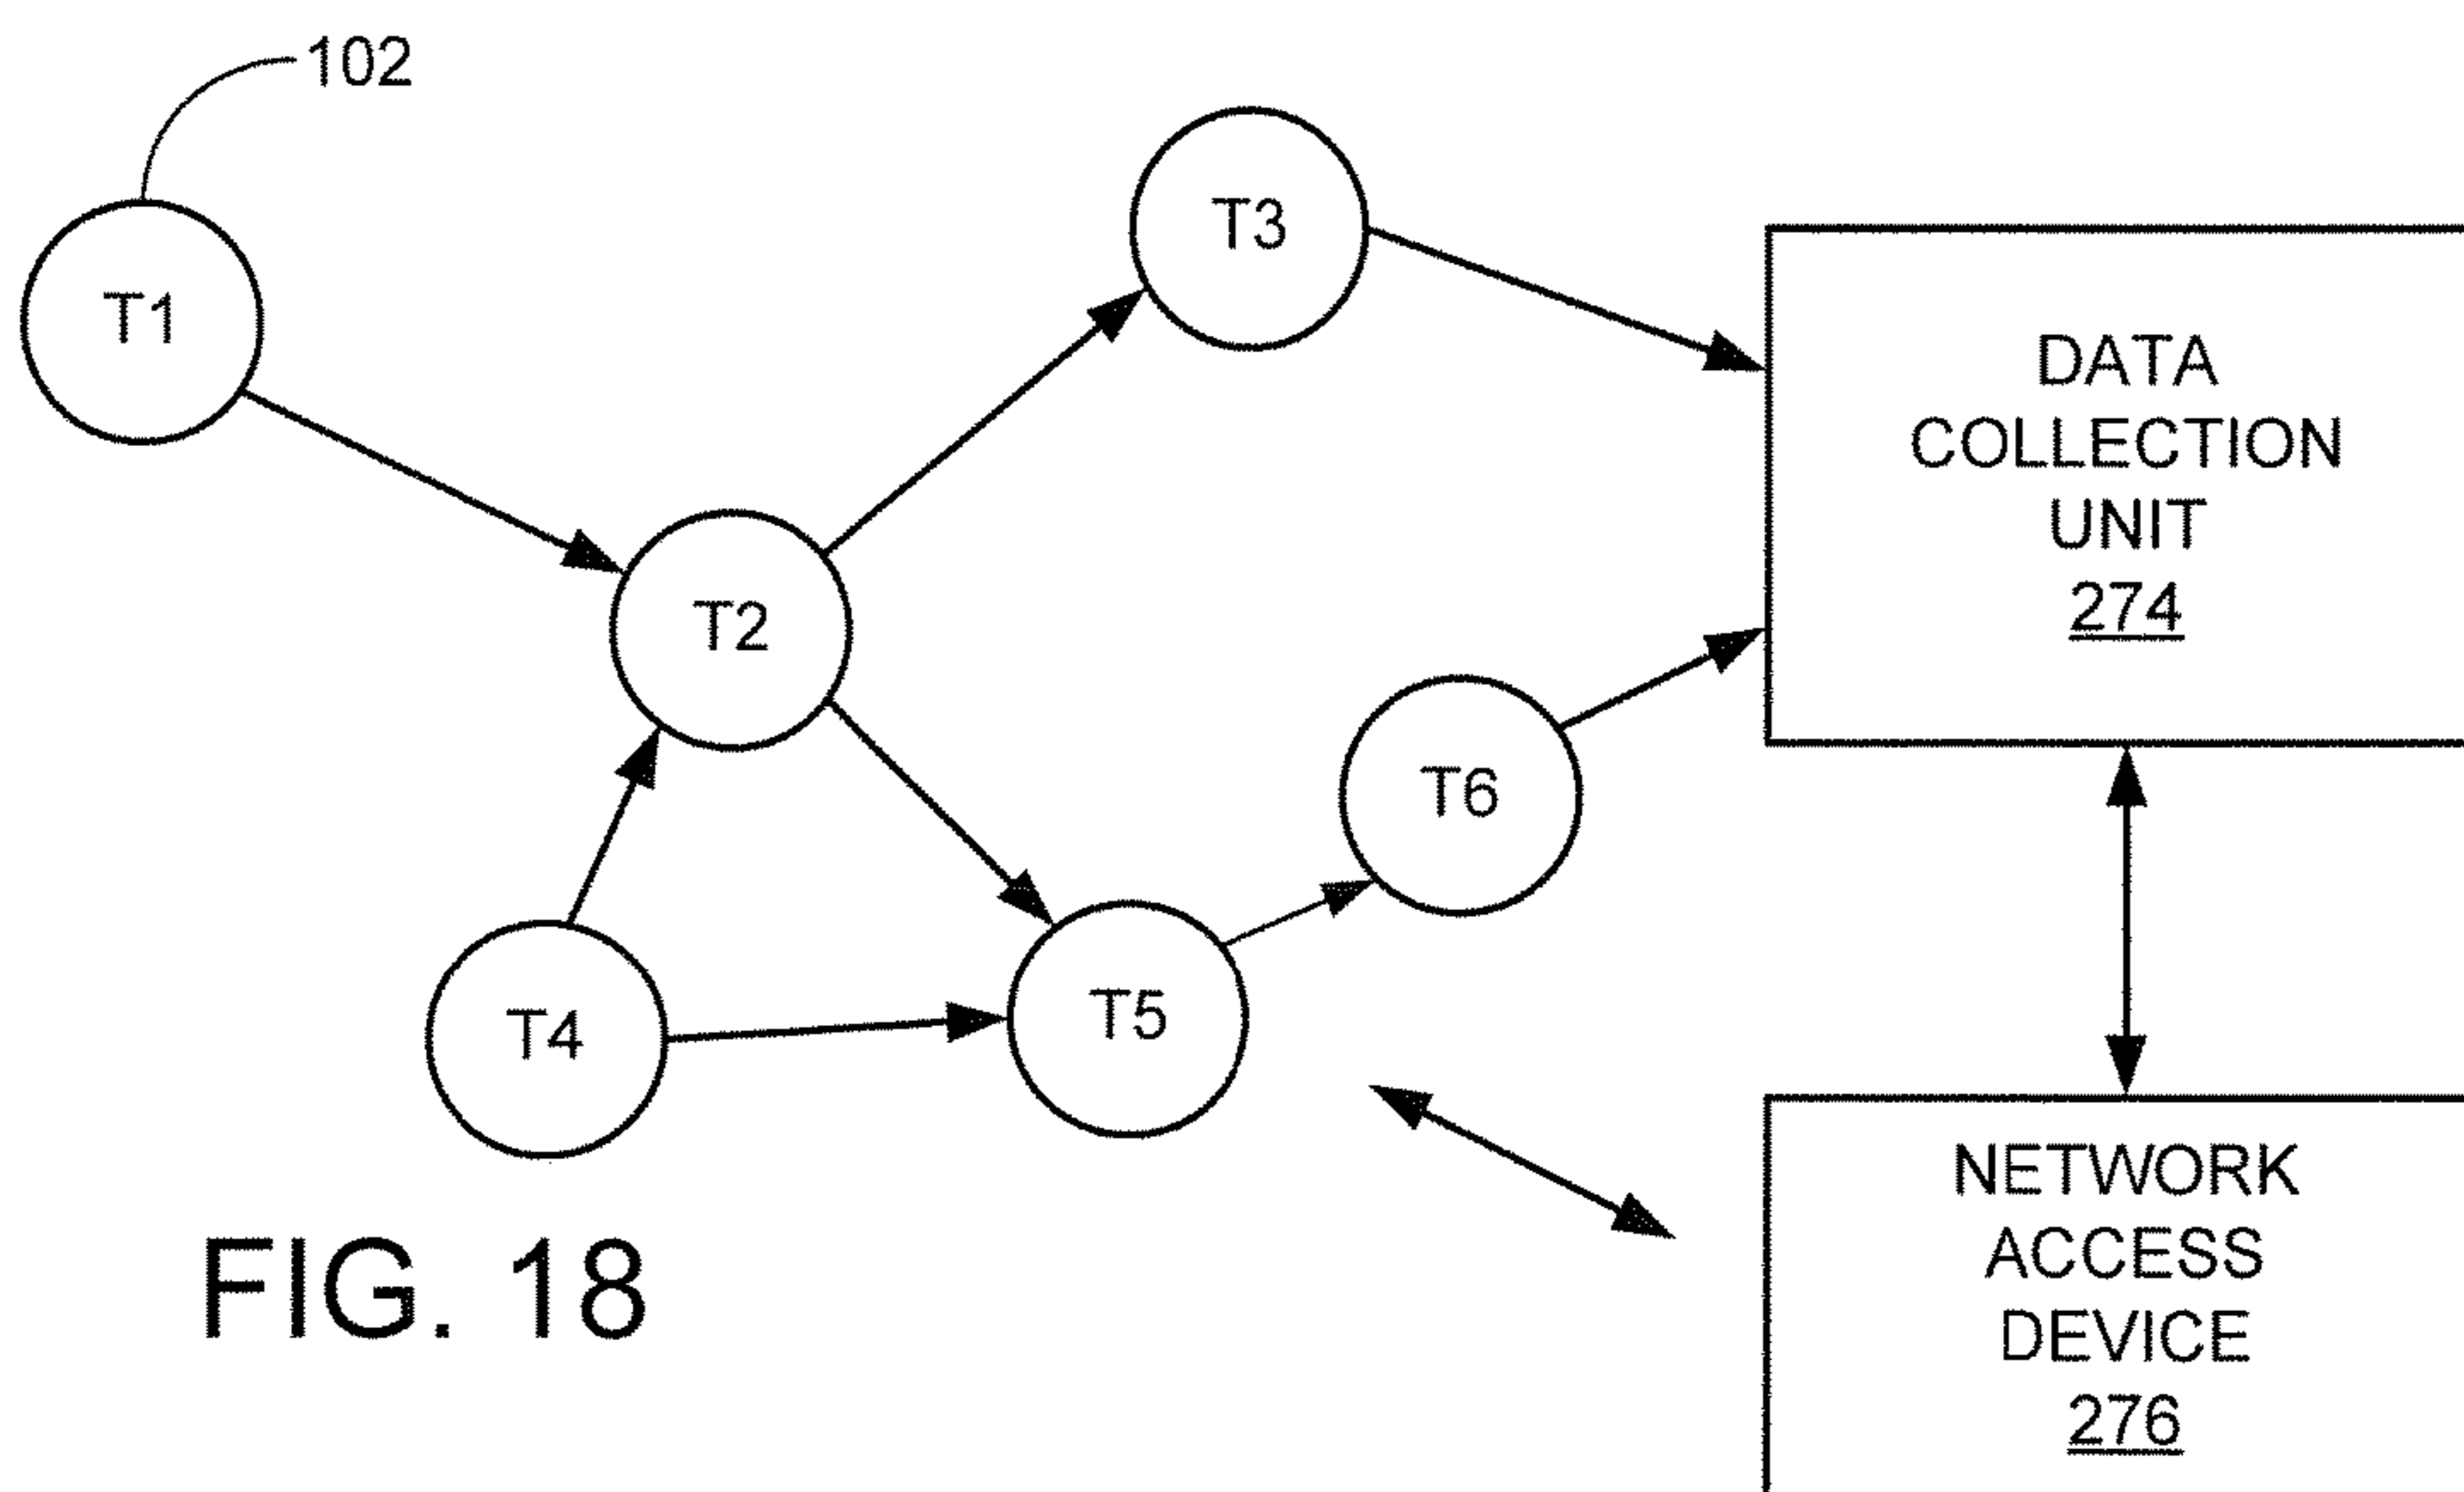 102
T1
T3
DATA
COLLECTION
UNIT
274
T2
T6
T4
T5
NETWORK
ACCESS
DEVICE
276
FIG. 18